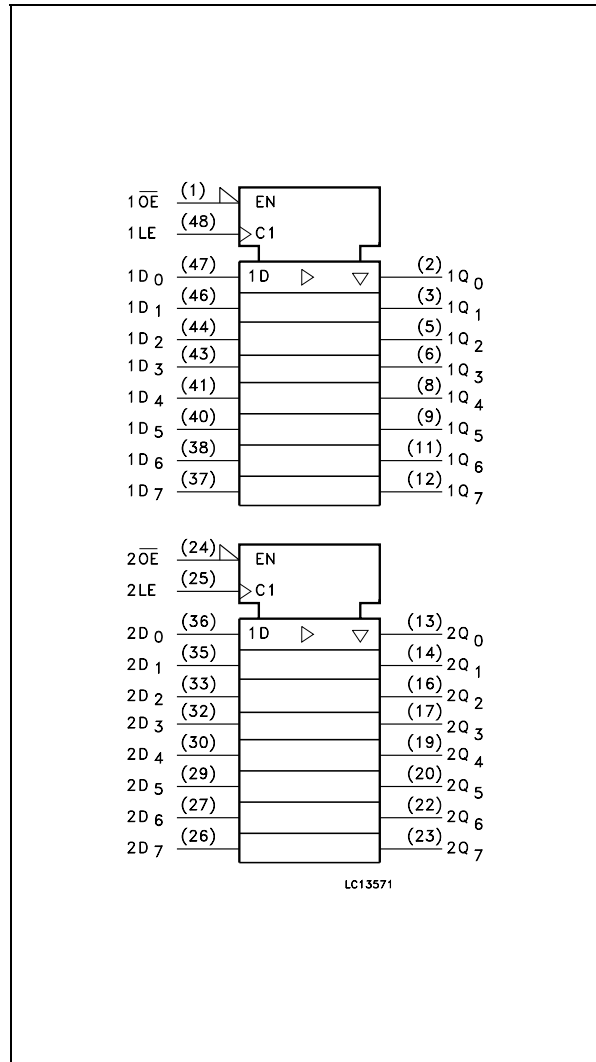 1OE (1) EN
1LE (48) C1
1D0 (47) 1D (2) 1Q0
1D1 (46) (3) 1Q1
1D2 (44) (5) 1Q2
1D3 (43) (6) 1Q3
1D4 (41) (8) 1Q4
1D5 (40) (9) 1Q5
1D6 (38) (11) 1Q6
1D7 (37) (12) 1Q7
2OE (24) EN
2LE (25) C1
2D0 (36) 1D (13) 2Q0
2D1 (35) (14) 2Q1
2D2 (33) (16) 2Q2
2D3 (32) (17) 2Q3
2D4 (30) (19) 2Q4
2D5 (29) (20) 2Q5
2D6 (27) (22) 2Q6
2D7 (26) (23) 2Q7
LC13571